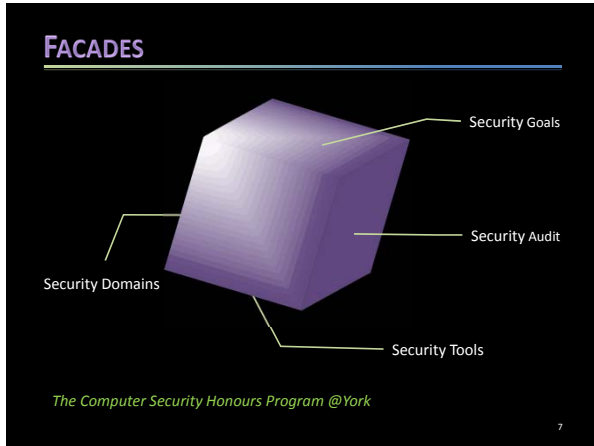 FACADES
Security Goals
Security Audit
Security Domains
Security Tools
The Computer Security Honours Program @York
7